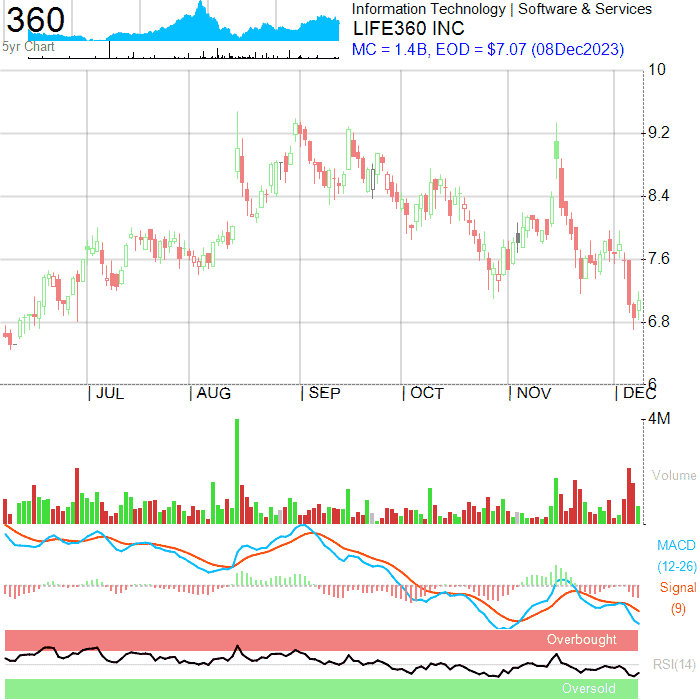 360
5yr Chart
Information Technology | Software & Services
LIFE360 INC
MC = 1.4B, EOD = $7.07 (08Dec2023)
10
9.2
8.4
7.6
6.8
6
| JUL | AUG | SEP | OCT | NOV | DEC
4M
Volume
MACD
(12-26)
Signal
(9)
Overbought
RSI(14)
Oversold